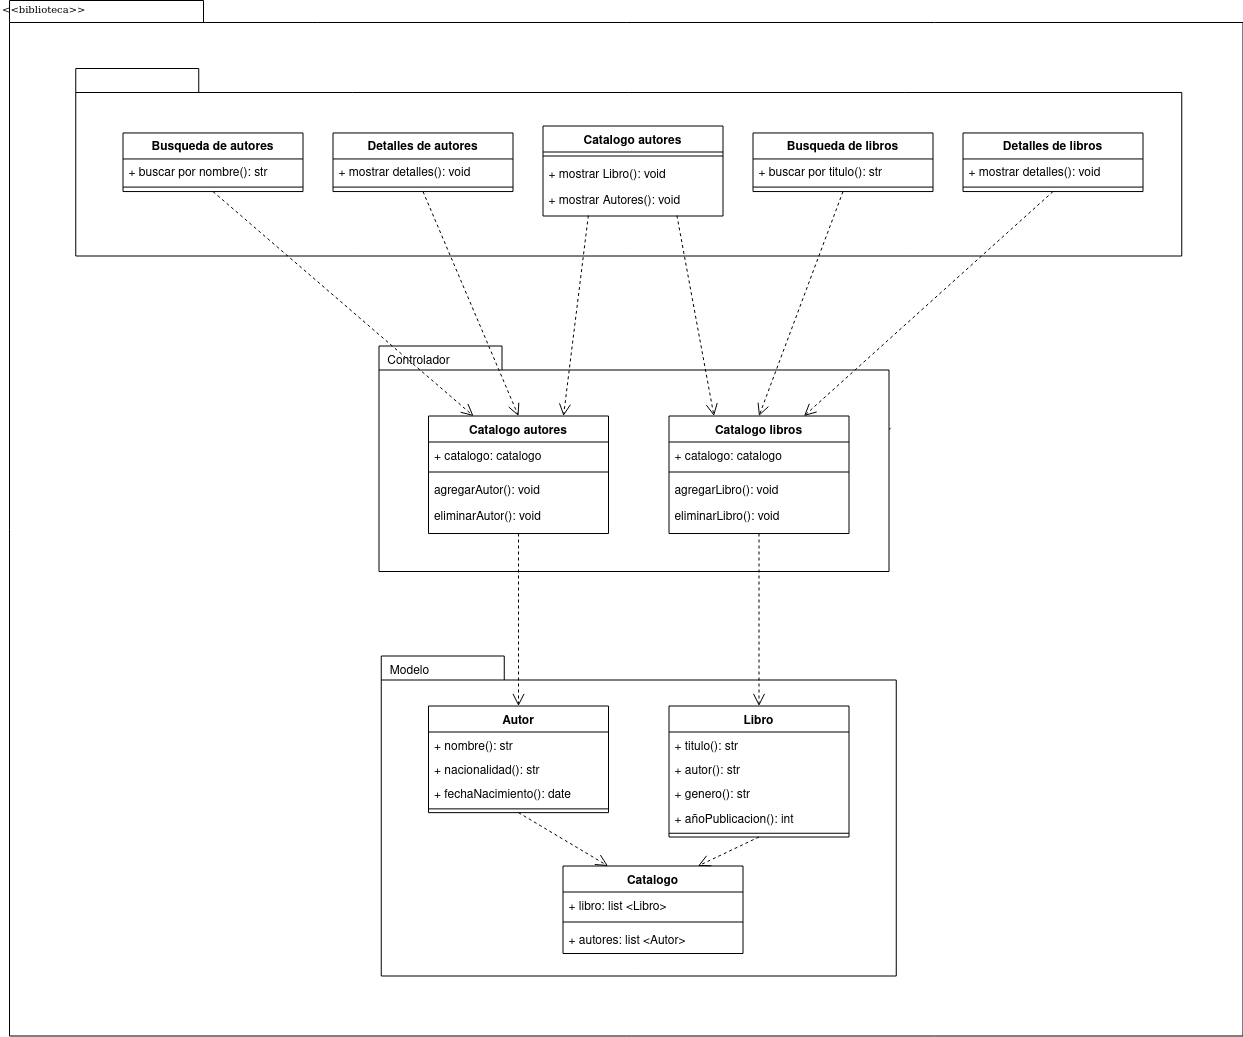 <<biblioteca>>
Busqueda de autores
+ buscar por nombre(): str
Detalles de autores
+ mostrar detalles(): void
Catalogo autores
+ mostrar Libro(): void
+ mostrar Autores(): void
Busqueda de libros
+ buscar por titulo(): str
Detalles de libros
+ mostrar detalles(): void
Controlador
Catalogo autores
+ catalogo: catalogo
agregarAutor(): void
eliminarAutor(): void
Catalogo libros
+ catalogo: catalogo
agregarLibro(): void
eliminarLibro(): void
Modelo
Autor
+ nombre(): str
+ nacionalidad(): str
+ fechaNacimiento(): date
Libro
+ titulo(): str
+ autor(): str
+ genero(): str
+ añoPublicacion(): int
Catalogo
+ libro: list <Libro>
+ autores: list <Autor>